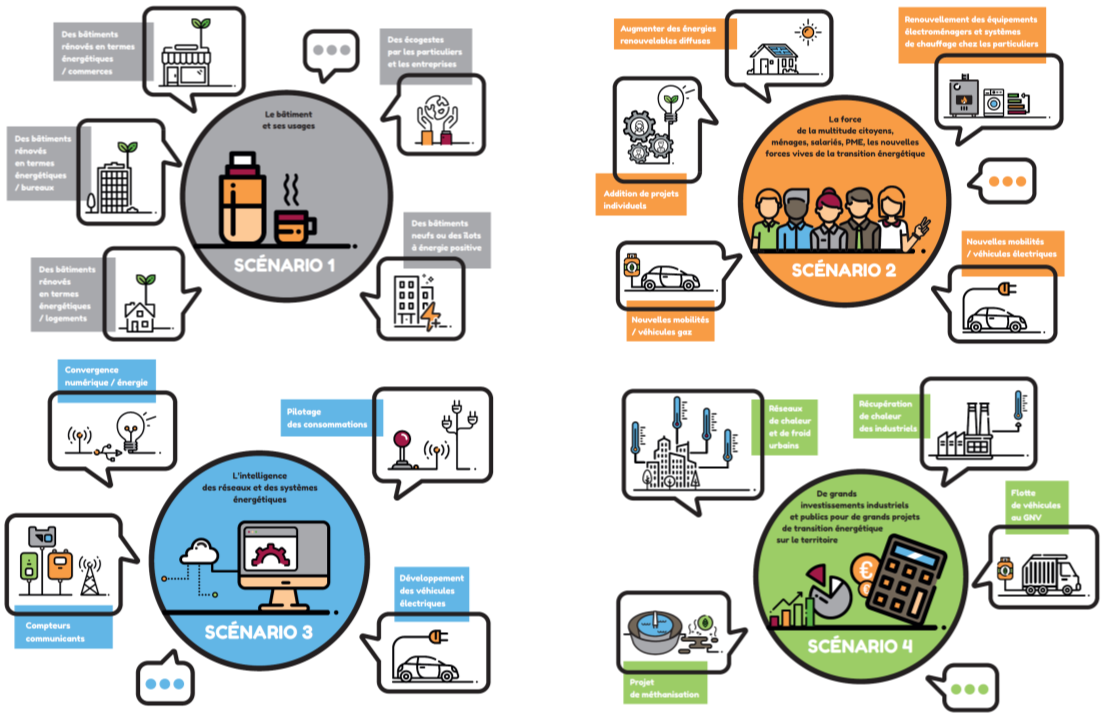 Des bâtiments
rénovés en termes
énergétiques
/ commerces
Des écogestes
par les particuliers
et les entreprises
Le bâtiment
et ses usages
Des bâtiments
rénovés
en termes
énergétiques
/ bureaux
Des bâtiments
neufs ou des îlots
à énergie positive
SCÉNARIO 1
Des bâtiments
rénovés
en termes
énergétiques
/ logements
Augmenter des énergies
renouvelables diffuses
Renouvellement des équipements
électroménagers et systèmes
de chauffage chez les particuliers
La force
de la multitude citoyens,
ménages, salariés, PME, les nouvelles
forces vives de la transition énergétique
Addition de projets
individuels
Nouvelles mobilités
/ véhicules électriques
SCÉNARIO 2
Nouvelles mobilités
/ véhicules gaz
Convergence
numérique / énergie
Pilotage
des consommations
L'intelligence
des réseaux et des systèmes
énergétiques
Développement
des véhicules
électriques
Compteurs
communicants
SCÉNARIO 3
Réseaux
de chaleur
et de froid
urbains
Récupération
de chaleur
des industriels
De grands
investissements industriels
et publics pour de grands projets
de transition énergétique
sur le territoire
Flotte
de véhicules
au GNV
€
€
SCÉNARIO 4
Projet
de méthanisation